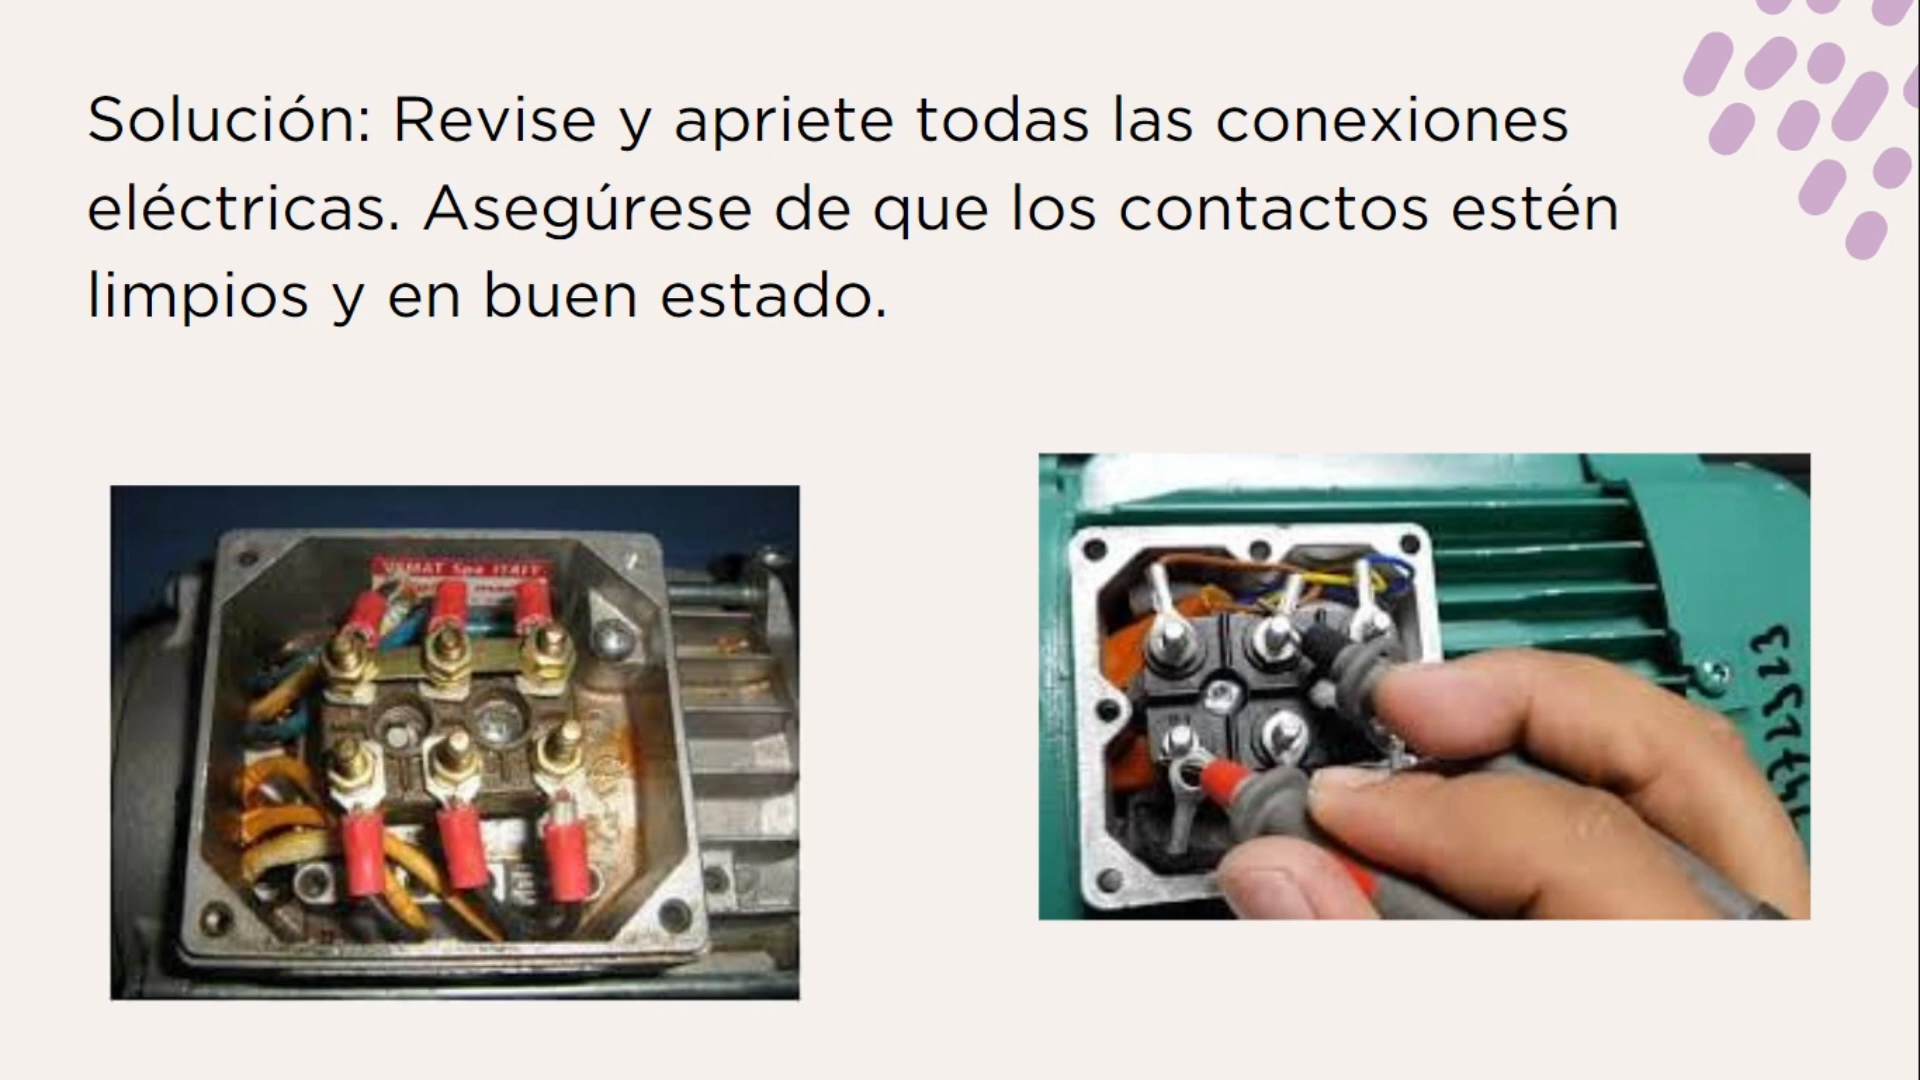 Solución: Revise y apriete todas las conexiones
eléctricas. Asegúrese de que los contactos estén
limpios y en buen estado.